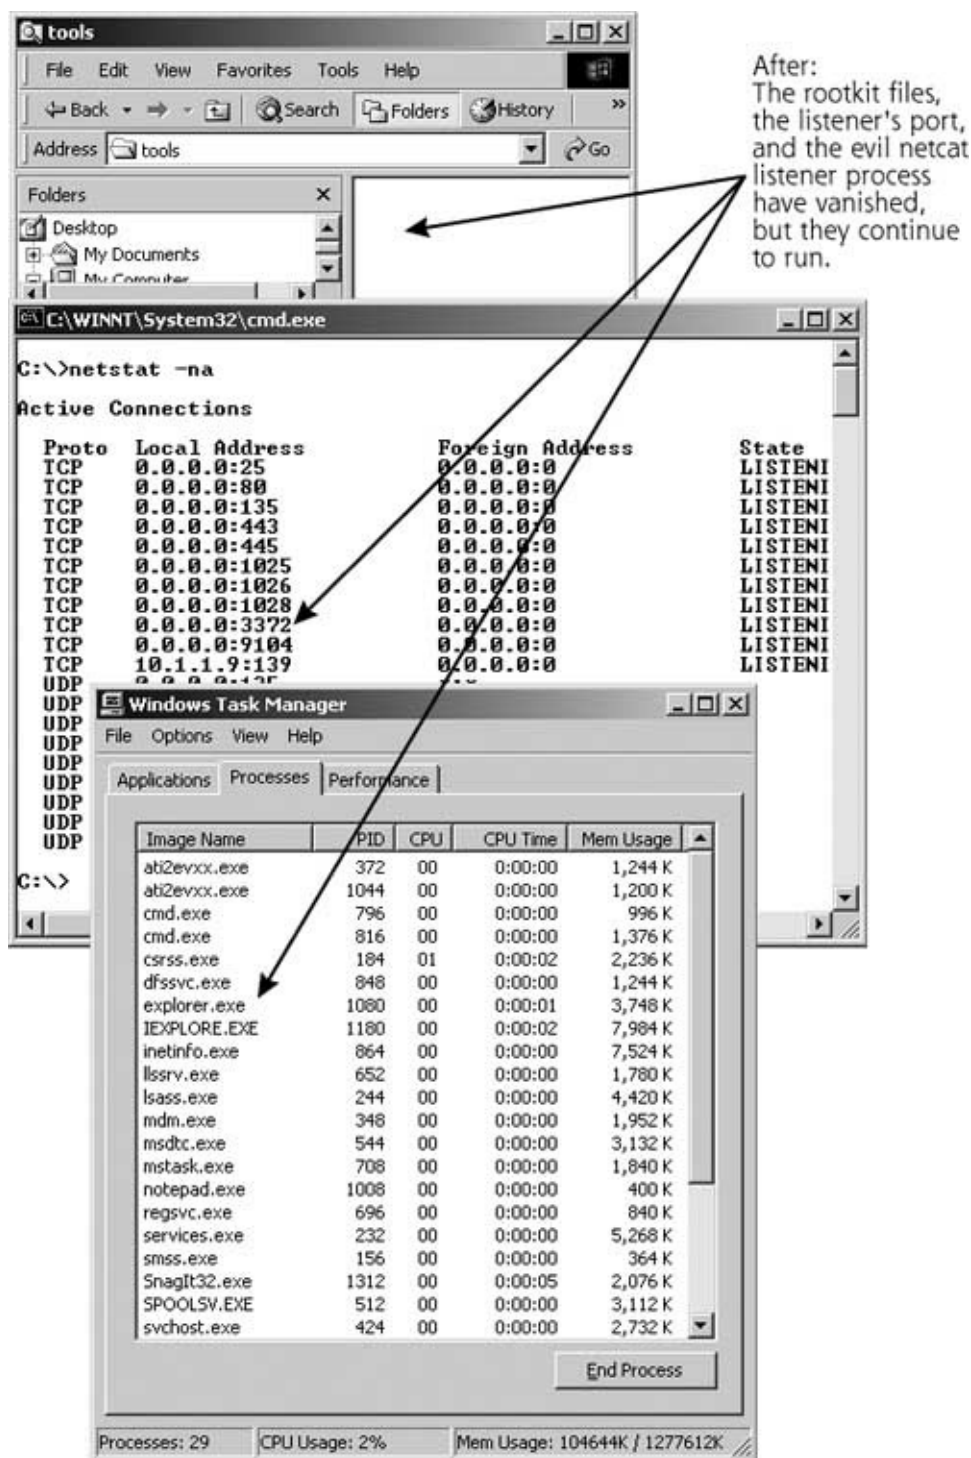 tools
File Edit View Favorites Tools Help
Back Search Folders History »
Address tools Go
Folders
Desktop
My Documents
My Computer
After:
The rootkit files,
the listener's port,
and the evil netcat
listener process
have vanished,
but they continue
to run.
C:\WINNT\System32\cmd.exe
C:\>netstat -na
Active Connections
Proto Local Address Foreign Address State
TCP 0.0.0.0:25 0.0.0.0:0 LISTENI
TCP 0.0.0.0:80 0.0.0.0:0 LISTENI
TCP 0.0.0.0:135 0.0.0.0:0 LISTENI
TCP 0.0.0.0:443 0.0.0.0:0 LISTENI
TCP 0.0.0.0:445 0.0.0.0:0 LISTENI
TCP 0.0.0.0:1025 0.0.0.0:0 LISTENI
TCP 0.0.0.0:1026 0.0.0.0:0 LISTENI
TCP 0.0.0.0:1028 0.0.0.0:0 LISTENI
TCP 0.0.0.0:3372 0.0.0.0:0 LISTENI
TCP 0.0.0.0:9104 0.0.0.0:0 LISTENI
TCP 10.1.1.9:139 0.0.0.0:0 LISTENI
UDP 0.0.0.0:135 *:*
UDP
UDP
UDP
UDP
UDP
UDP
UDP
UDP
C:\>
Windows Task Manager
File Options View Help
Applications Processes Performance
Image Name PID CPU CPU Time Mem Usage
ati2evxx.exe 372 00 0:00:00 1,244 K
ati2evxx.exe 1044 00 0:00:00 1,200 K
cmd.exe 796 00 0:00:00 996 K
cmd.exe 816 00 0:00:00 1,376 K
csrss.exe 184 01 0:00:02 2,236 K
dfssvc.exe 848 00 0:00:00 1,244 K
explorer.exe 1080 00 0:00:01 3,748 K
IEXPLORE.EXE 1180 00 0:00:02 7,984 K
inetinfo.exe 864 00 0:00:00 7,524 K
llssrv.exe 652 00 0:00:00 1,780 K
lsass.exe 244 00 0:00:00 4,420 K
mdm.exe 348 00 0:00:00 1,952 K
msdtc.exe 544 00 0:00:00 3,132 K
mstask.exe 708 00 0:00:00 1,840 K
notepad.exe 1008 00 0:00:00 400 K
regsvc.exe 696 00 0:00:00 840 K
services.exe 232 00 0:00:00 5,268 K
smss.exe 156 00 0:00:00 364 K
SnagIt32.exe 1312 00 0:00:05 2,076 K
SPOOLSV.EXE 512 00 0:00:00 3,112 K
svchost.exe 424 00 0:00:00 2,732 K
End Process
Processes: 29 CPU Usage: 2% Mem Usage: 104644K / 1277612K